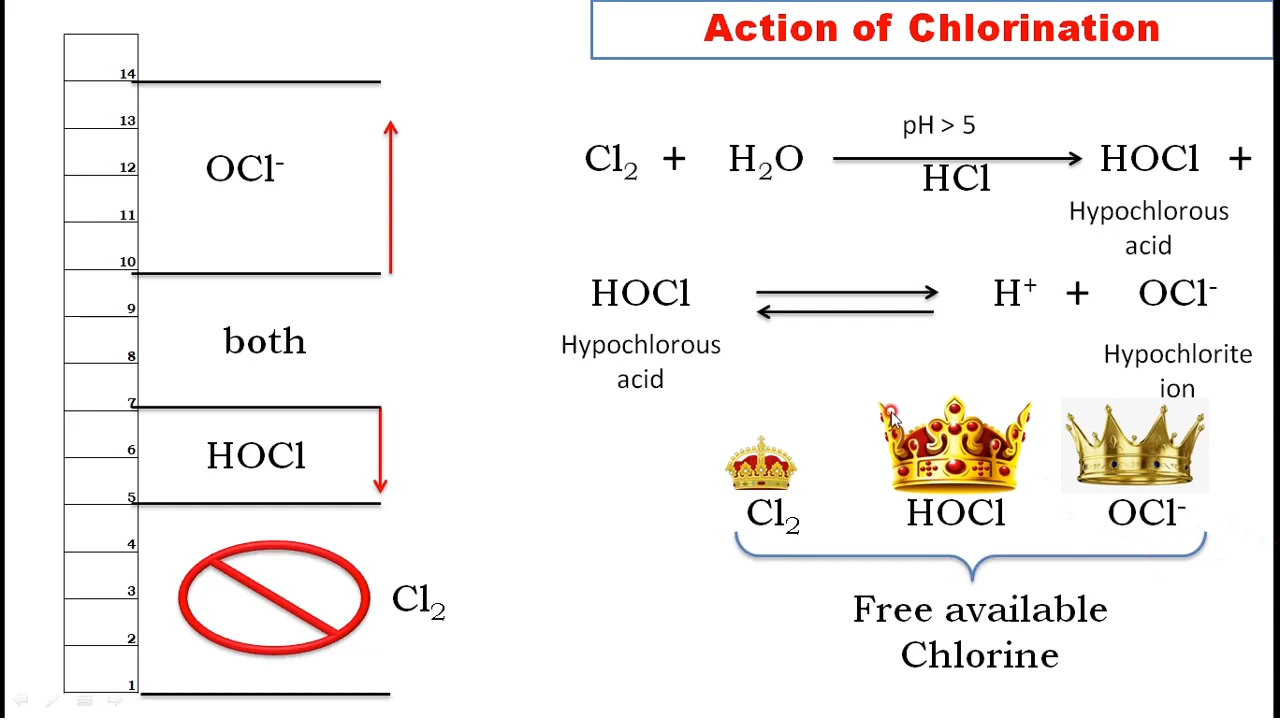 Action of Chlorination
14
13
12
11
10
9
8
7
6
5
4
3
2
1
OCl⁻
both
HOCl
Cl₂
pH > 5
Cl₂ + H₂O HOCl +
HCl
Hypochlorous
acid
HOCl H⁺ + OCl⁻
Hypochlorous
acid
Hypochlorite
ion
Cl₂ HOCl OCl⁻
Free available
Chlorine